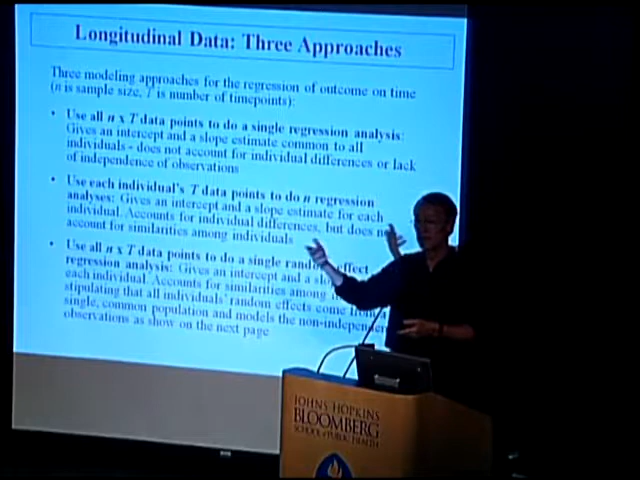 Longitudinal Data: Three Approaches
Three modeling approaches for the regression of outcome on time
(n is sample size, T is number of timepoints):
• Use all n x T data points to do a single regression analysis:
Gives an intercept and a slope estimate common to all
individuals - does not account for individual differences or lack
of independence of observations
• Use each individual's T data points to do n regression
analyses: Gives an intercept and a slope estimate for each
individual. Accounts for individual differences, but does no
account for similarities among individuals
• Use all n x T data points to do a single random effect
regression analysis: Gives an intercept and a slo
each individual. Accounts for similarities among
stipulating that all individuals' random effects come from a
single, common population and models the non-independen
observations as show on the next page
JOHNS HOPKINS
BLOOMBERG
SCHOOL of PUBLIC HEALTH